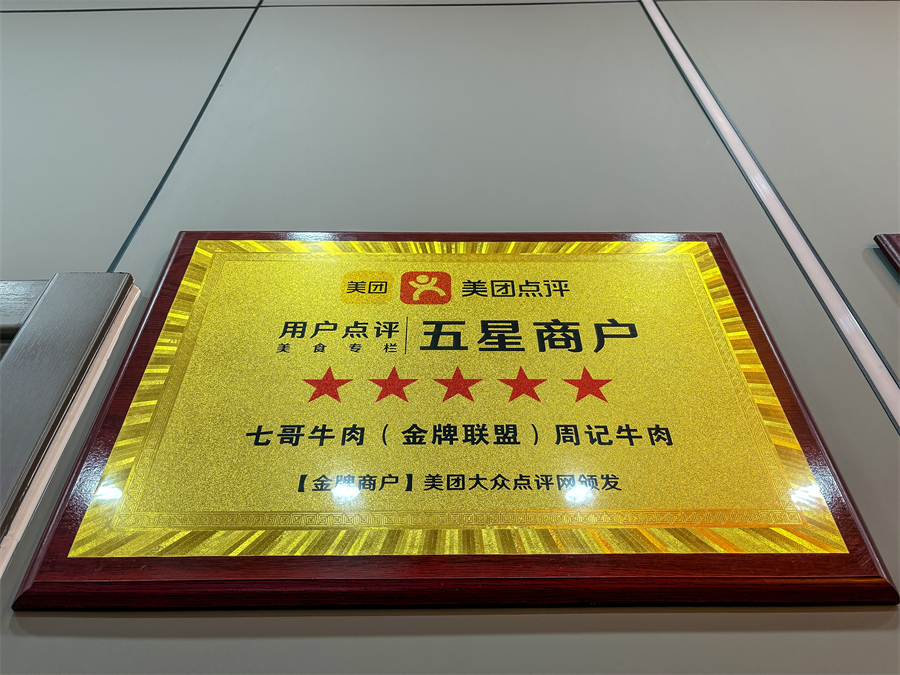 美团 美团点评
用户点评 五星商户
美食专栏
七哥牛肉（金牌联盟）周记牛肉
【金牌商户】美团大众点评网颁发